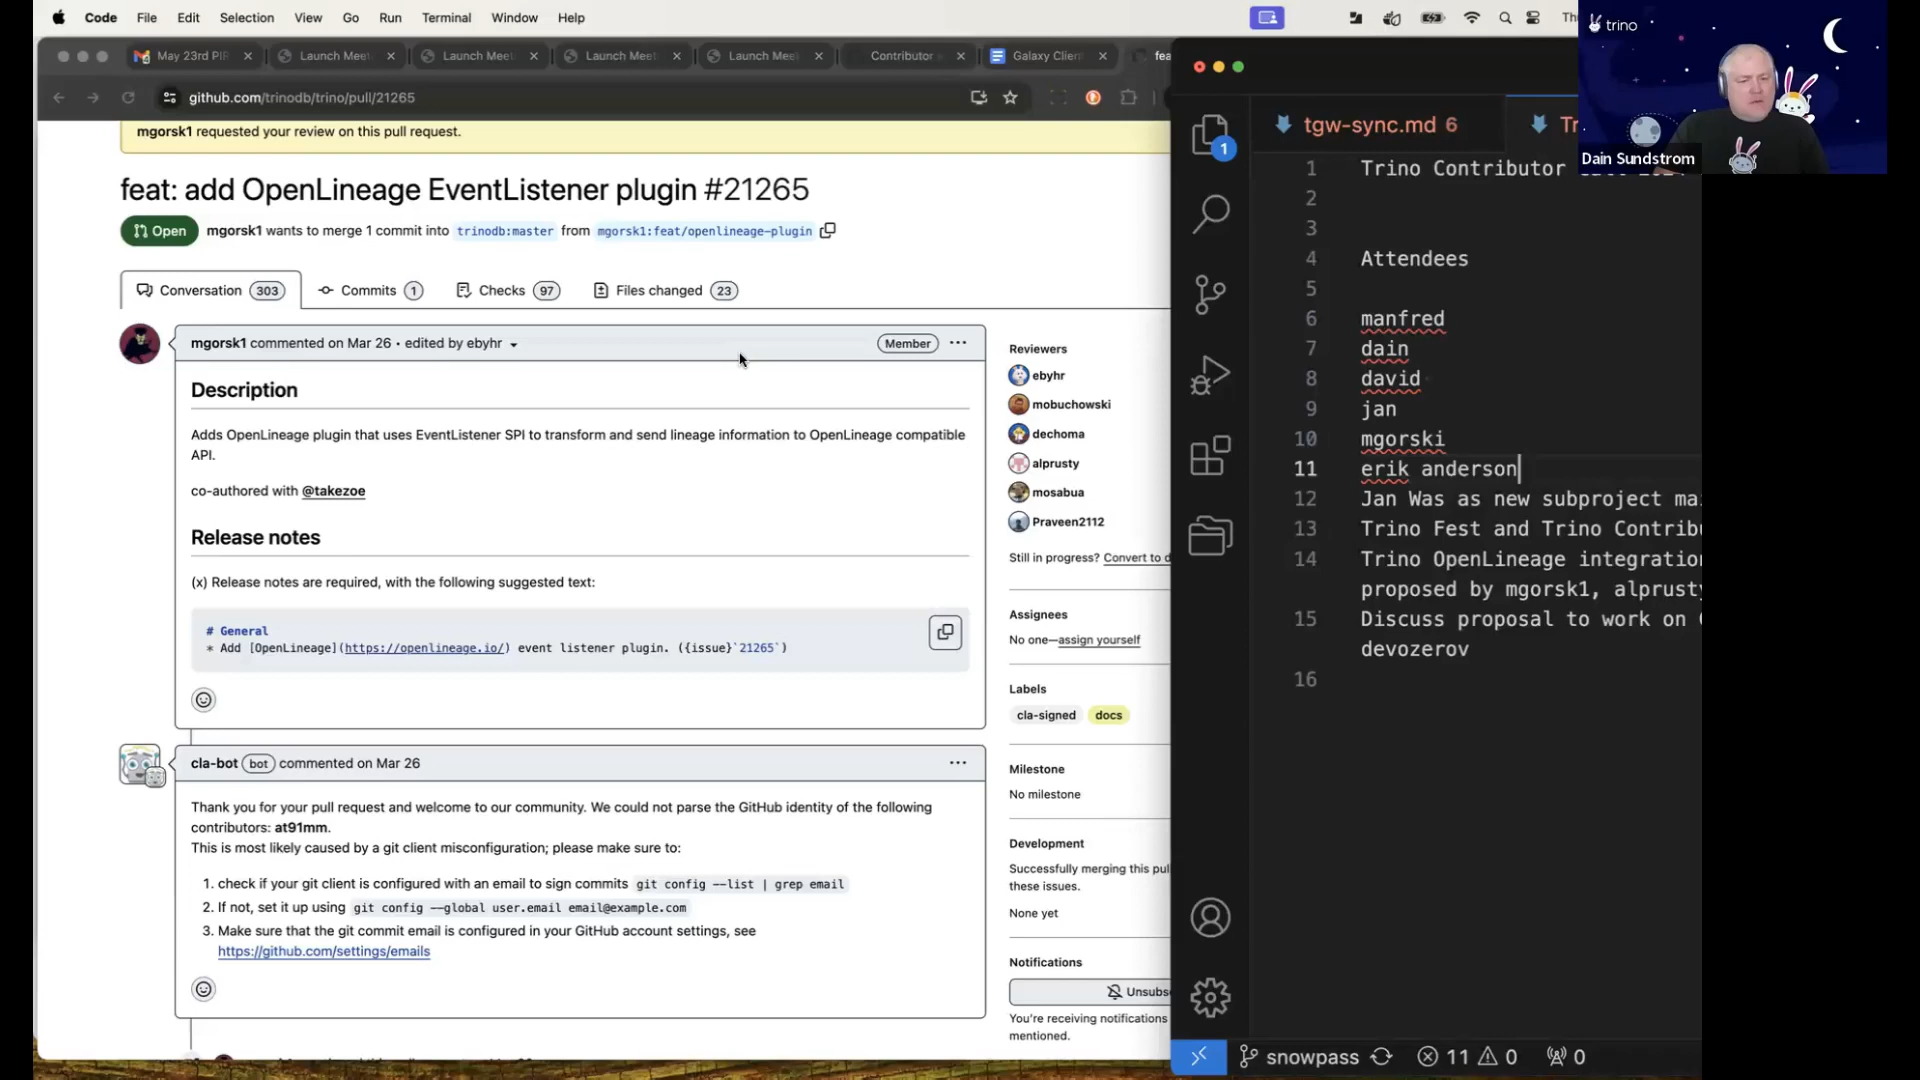 Code File Edit Selection View Go Run Terminal Window Help
May 23rd PIR Launch Meet Launch Meet Launch Meet Launch Meet Contributor Galaxy Clien fea
github.com/trinodb/trino/pull/21265
mgorsk1 requested your review on this pull request.
feat: add OpenLineage EventListener plugin #21265
Open mgorsk1 wants to merge 1 commit into trinodb:master from mgorsk1:feat/openlineage-plugin
Conversation 303 Commits 1 Checks 97 Files changed 23
mgorsk1 commented on Mar 26 • edited by ebyhr Member
Description
Adds OpenLineage plugin that uses EventListener SPI to transform and send lineage information to OpenLineage compatible
API.
co-authored with @takezoe
Release notes
(x) Release notes are required, with the following suggested text:
# General
* Add [OpenLineage](https://openlineage.io/) event listener plugin. ({issue}`21265`)
cla-bot bot commented on Mar 26
Thank you for your pull request and welcome to our community. We could not parse the GitHub identity of the following
contributors: at91mm.
This is most likely caused by a git client misconfiguration; please make sure to:
1. check if your git client is configured with an email to sign commits git config --list | grep email
2. If not, set it up using git config --global user.email email@example.com
3. Make sure that the git commit email is configured in your GitHub account settings, see
https://github.com/settings/emails
Reviewers
ebyhr
mobuchowski
dechoma
alprusty
mosabua
Praveen2112
Still in progress? Convert to d
Assignees
No one—assign yourself
Labels
cla-signed docs
Milestone
No milestone
Development
Successfully merging this pul
these issues.
None yet
Notifications
Unsubs
You're receiving notifications
mentioned.
1
tgw-sync.md 6 Tr
1 Trino Contributor
2
3
4 Attendees
5
6 manfred
7 dain
8 david
9 jan
10 mgorski
11 erik anderson
12 Jan Was as new subproject mai
13 Trino Fest and Trino Contribu
14 Trino OpenLineage integration
proposed by mgorsk1, alprusty
15 Discuss proposal to work on
devozerov
16
snowpass 11 0 0
trino
Dain Sundstrom